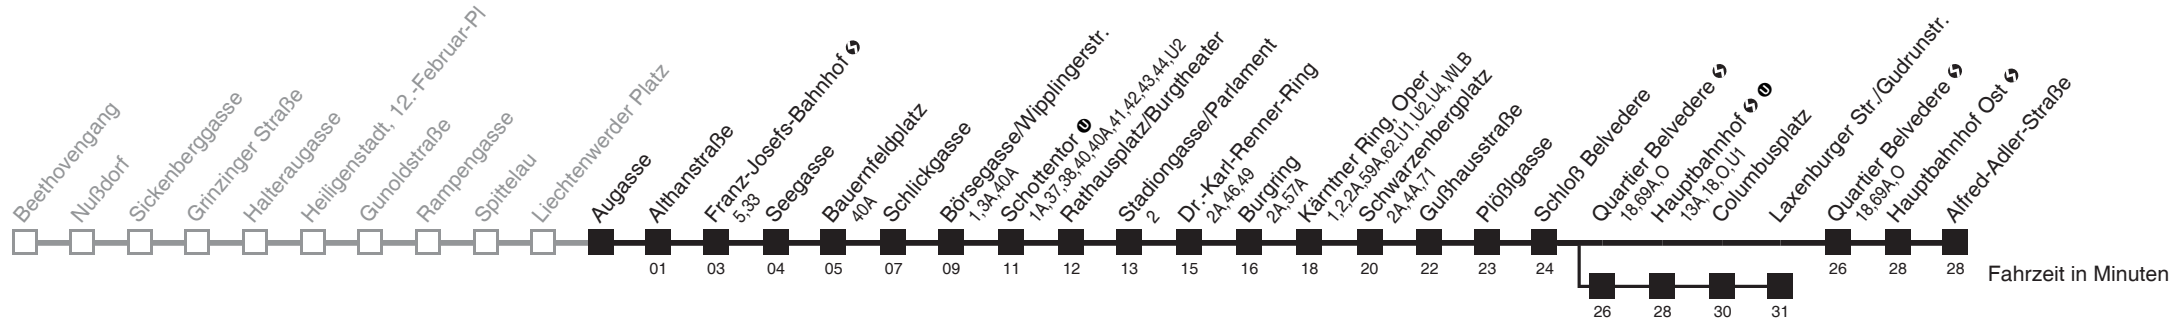 Beethovengang
Nußdorf
Sickenberggasse
Grinzinger Straße
Halteraugasse
Heiligenstadt, 12.-Februar-Pl
Gunoldstraße
Rampengasse
Spittelau
Liechtenwerder Platz
Augasse
Althanstraße
Franz-Josefs-Bahnhof
5,33
Seegasse
Bauernfeldplatz
40A
Schlickgasse
Börsegasse/Wipplingerstr.
1,3A,40A
Schottentor U
1A,37,38,40,40A,41,42,43,44,U2
Rathausplatz/Burgtheater
Stadiongasse/Parlament
2
Dr.-Karl-Renner-Ring
2A,46,49
Burgring
2A,57A
Kärntner Ring, Oper
1,2,2A,59A,62,U1,U2,U4,WLB
Schwarzenbergplatz
2A,4A,71
Gußhausstraße
Plößlgasse
Schloß Belvedere
Quartier Belvedere
18,69A,O
Hauptbahnhof U
13A,18,O,U1
Columbusplatz
Laxenburger Str./Gudrunstr.
Quartier Belvedere
18,69A,O
Hauptbahnhof Ost
Alfred-Adler-Straße
01 03 04 05 07 09 11 12 13 15 16 18 20 22 23 24 26 28 28
Fahrzeit in Minuten
26 28 30 31